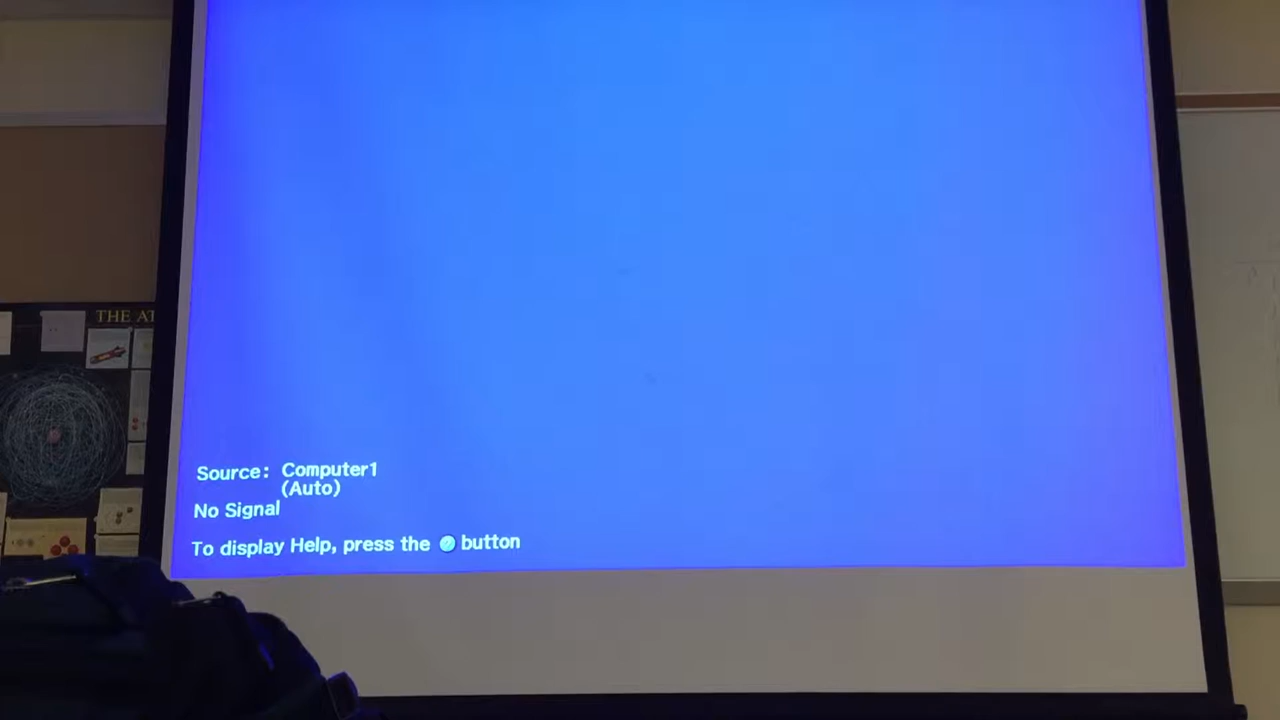 THE AT
Source: Computer1
(Auto)
No Signal
To display Help, press the button